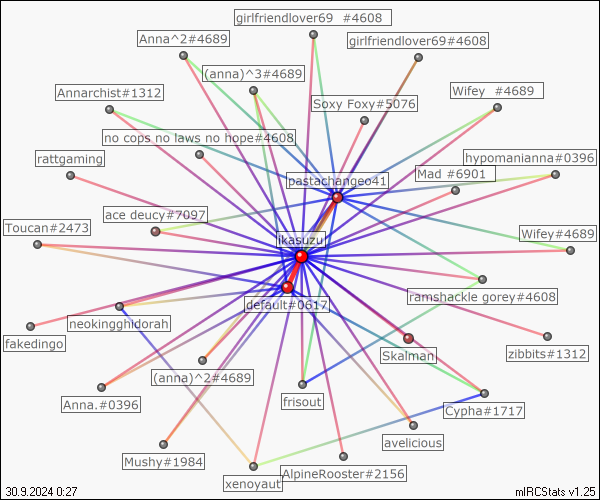 girlfriendlover69 #4608
Anna^2#4689
girlfriendlover69#4608
(anna)^3#4689
Annarchist#1312
Wifey #4689
Soxy Foxy#5076
no cops no laws no hope#4608
rattgaming
hypomanianna#0396
Mad #6901
pastachangeo41
ace deucy#7097
Toucan#2473
Wifey#4689
ikasuzu
default#0617
ramshackle gorey#4608
neokingghidorah
fakedingo
Skalman
zibbits#1312
(anna)^2#4689
Anna.#0396
frisout
Cypha#1717
avelicious
Mushy#1984
AlpineRooster#2156
xenoyaut
30.9.2024 0:27
mIRCStats v1.25